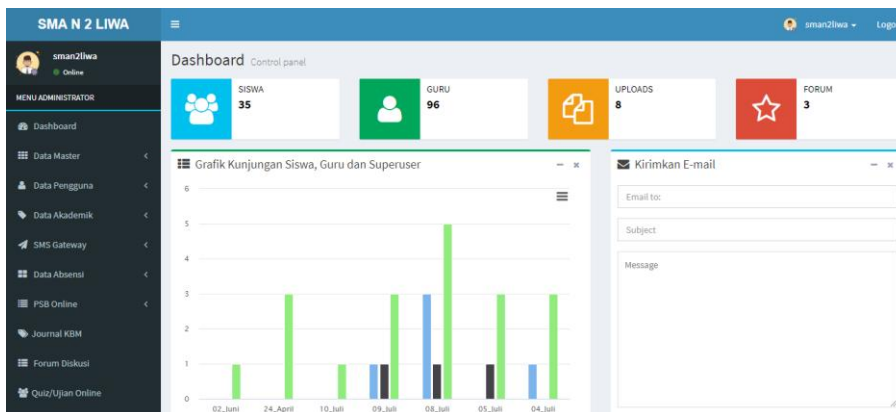 SMA N 2 LIWA
sman2liwa
Logo
sman2liwa
Online
MENU ADMINISTRATOR
Dashboard
Data Master
Data Pengguna
Data Akademik
SMS Gateway
Data Absensi
PSB Online
Journal KBM
Forum Diskusi
Quiz/Ujian Online
Dashboard Control panel
SISWA
35
GURU
96
UPLOADS
8
FORUM
3
Grafik Kunjungan Siswa, Guru dan Superuser
6
5
4
3
2
1
0
02_Juni 24_April 10_Juli 09_Juli 08_Juli 05_Juli 04_Juli
Kirimkan E-mail
Email to:
Subject
Message